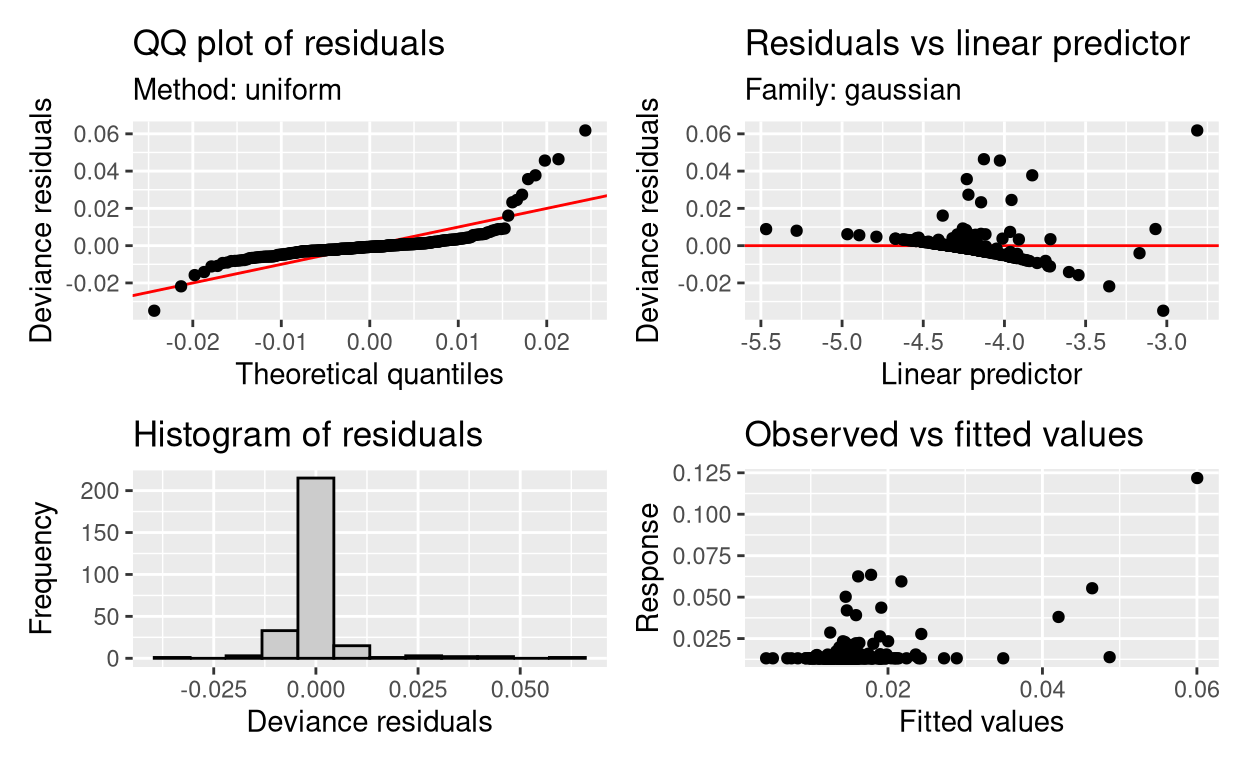 QQ plot of residuals
Method: uniform
Deviance residuals
0.06
0.04
0.02
0.00
-0.02
-0.02
-0.01
0.00
0.01
0.02
Theoretical quantiles
Residuals vs linear predictor
Family: gaussian
Deviance residuals
0.06
0.04
0.02
0.00
-0.02
-5.5
-5.0
-4.5
-4.0
-3.5
-3.0
Linear predictor
Histogram of residuals
Frequency
200
150
100
50
0
-0.025
0.000
0.025
0.050
Deviance residuals
Observed vs fitted values
Response
0.125
0.100
0.075
0.050
0.025
0.02
0.04
0.06
Fitted values